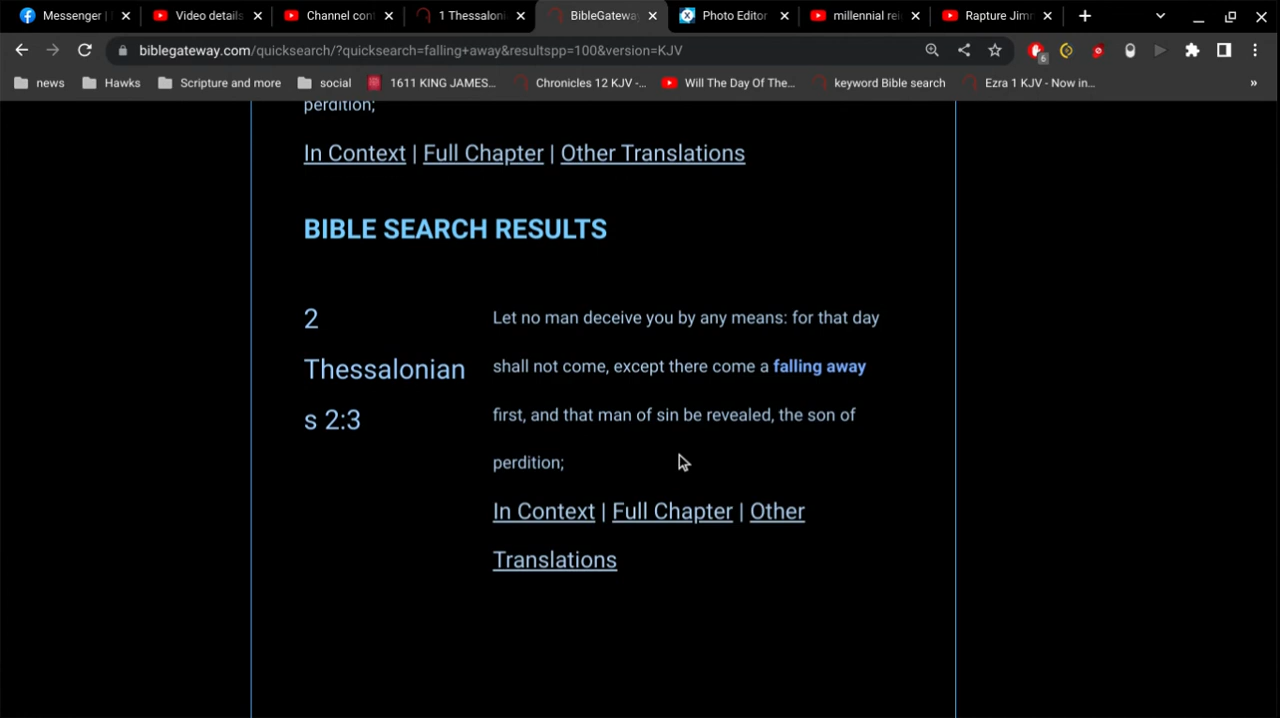 Messenger |
Video details
Channel con
1 Thessaloni
BibleGatewa
Photo Editor
millennial rei
Rapture Jimm
biblegateway.com/quicksearch/?quicksearch=falling+away&resultspp=100&version=KJV
6
news
Hawks
Scripture and more
social
1611 KING JAMES...
Chronicles 12 KJV -...
Will The Day Of The...
keyword Bible search
Ezra 1 KJV - Now in...
»
perdition;
In Context | Full Chapter | Other Translations
BIBLE SEARCH RESULTS
2
Thessalonian
s 2:3
Let no man deceive you by any means: for that day
shall not come, except there come a falling away
first, and that man of sin be revealed, the son of
perdition;
In Context | Full Chapter | Other
Translations